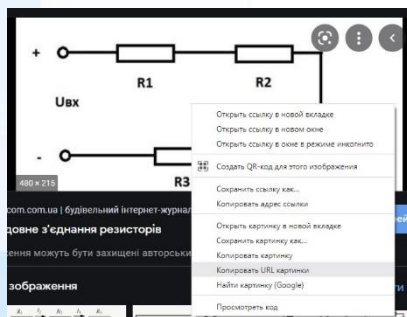 +
R1
R2
Uвх
-
R3
480 × 215
Открыть ссылку в новой вкладке
Открыть ссылку в новом окне
Открыть ссылку в окне в режиме инкогнито
Создать QR-код для этого изображения
Сохранить ссылку как...
Копировать адрес ссылки
Открыть картинку в новой вкладке
Сохранить картинку как...
Копировать картинку
Копировать URL картинки
Найти картинку (Google)
Просмотреть код
com.com.ua | будівельний інтернет-журнал
довне з'єднання резисторів
ення можуть бути захищені авторськи
зображення